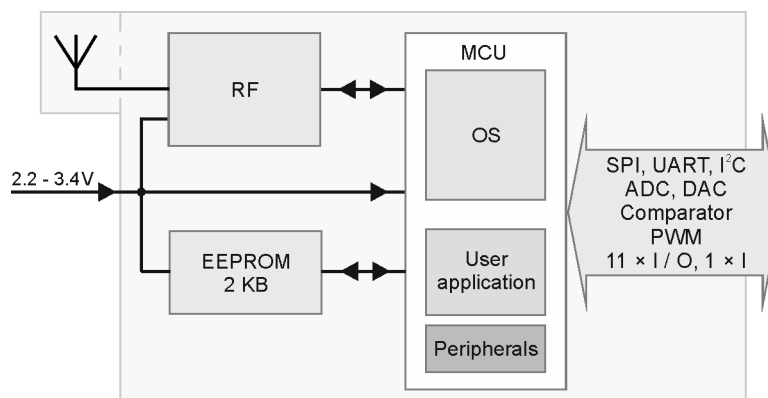 MCU
RF
OS
2.2 - 3.4V
SPI, UART, I²C
ADC, DAC
Comparator
PWM
11 × I / O, 1 × I
EEPROM
2 KB
User
application
Peripherals